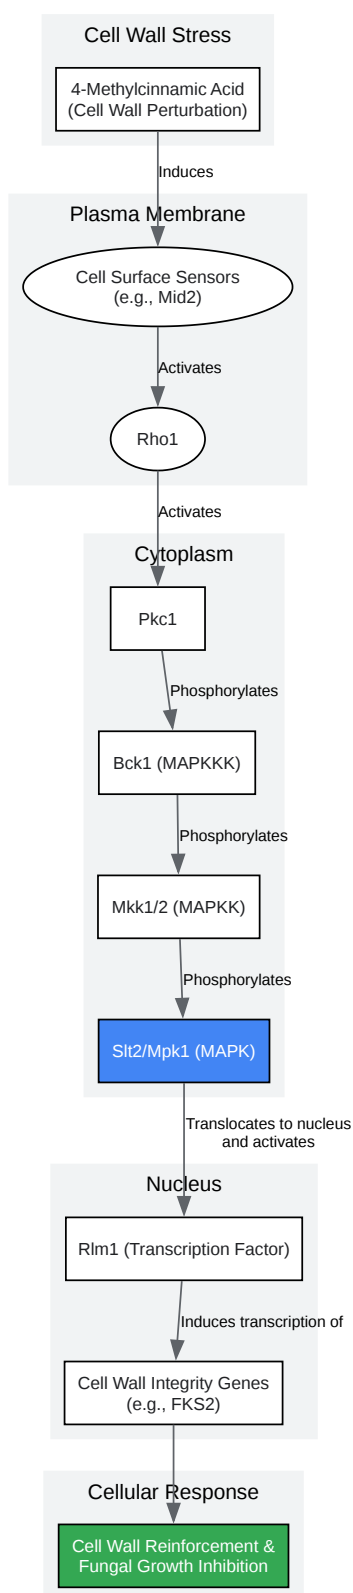 Cell Wall Stress
4-Methylcinnamic Acid
(Cell Wall Perturbation)
Induces
Plasma Membrane
Cell Surface Sensors
(e.g., Mid2)
Activates
Rho1
Activates
Cytoplasm
Pkc1
Phosphorylates
Bck1 (MAPKKK)
Phosphorylates
Mkk1/2 (MAPKK)
Phosphorylates
Slt2/Mpk1 (MAPK)
Translocates to nucleus
and activates
Nucleus
Rlm1 (Transcription Factor)
Induces transcription of
Cell Wall Integrity Genes
(e.g., FKS2)
Cellular Response
Cell Wall Reinforcement &
Fungal Growth Inhibition